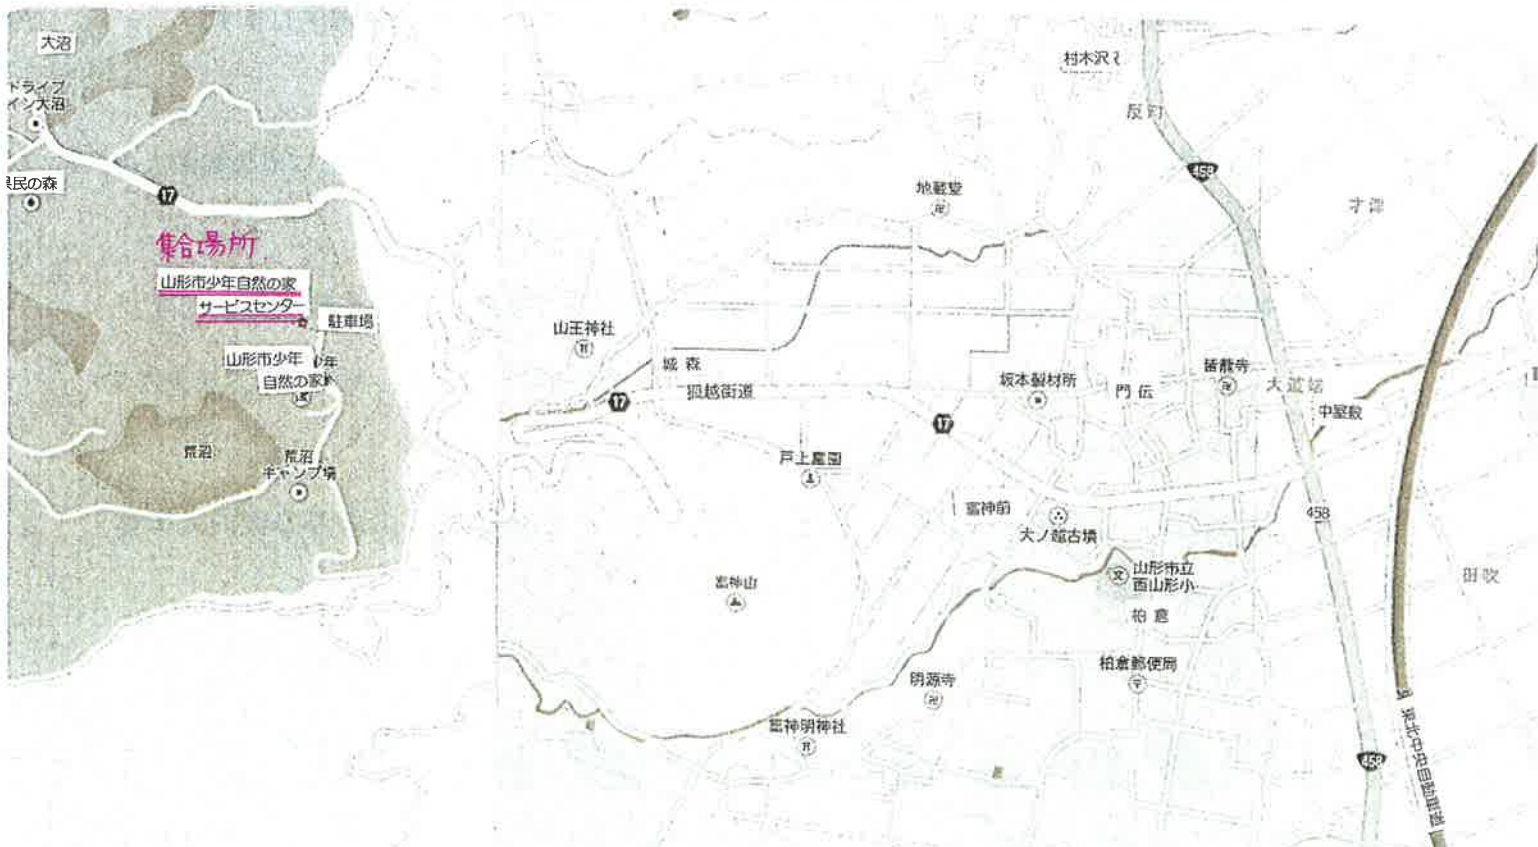 大沼
ドライブ
イン大沼
県民の森
17
集合場所
山形市少年自然の家
サービスセンター
駐車場
山形市少年
少年
自然の家
荒沼
荒沼
キャンプ場
村木沢
反町
458
地蔵堂
才津
山王神社
城森
狐越街道
17
17
坂本製材所
門伝
皆龍寺
大道端
中屋敷
戸上霊園
富神前
大ノ越古墳
458
富神山
山形市立
西山形小
柏倉
田吹
柏倉郵便局
明源寺
富神明神社
458
東北中央自動車道